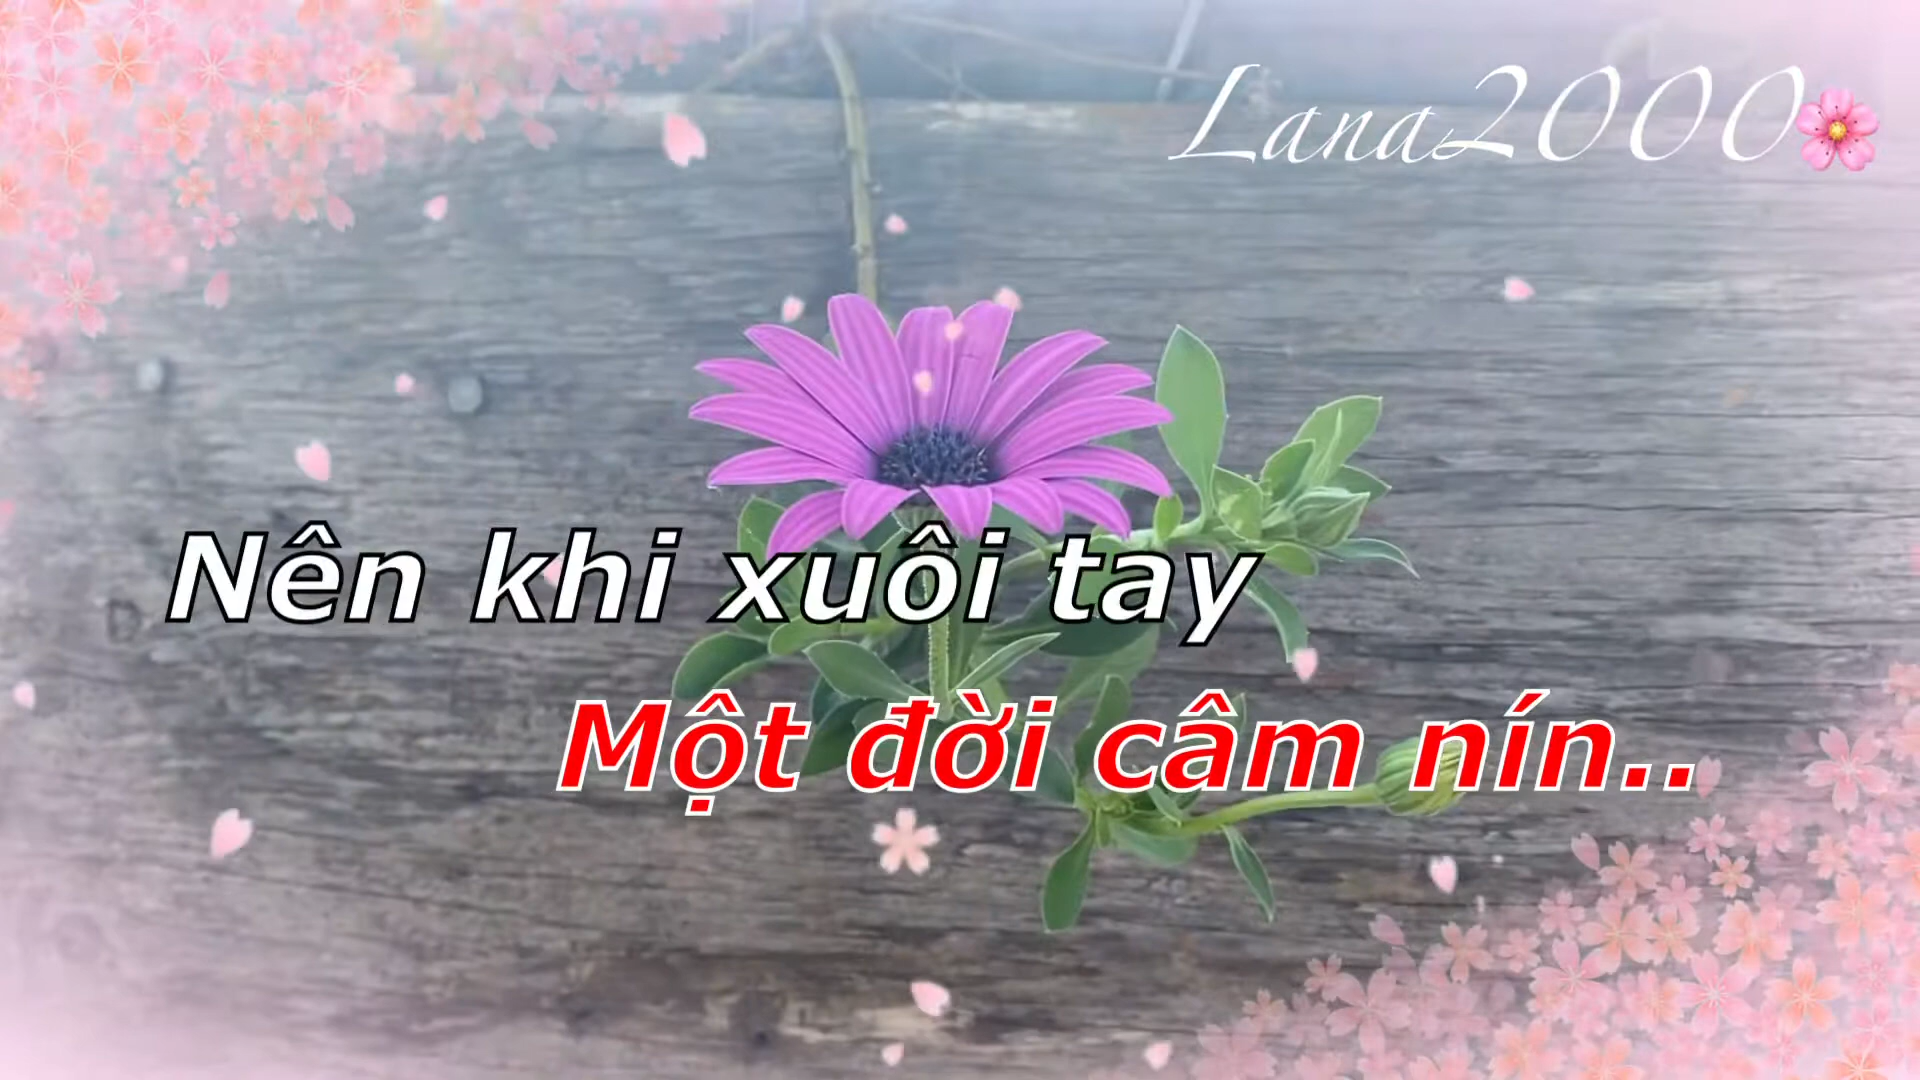 Lana2000🌸
Nên khi xuôi tay
Một đời câm nín..